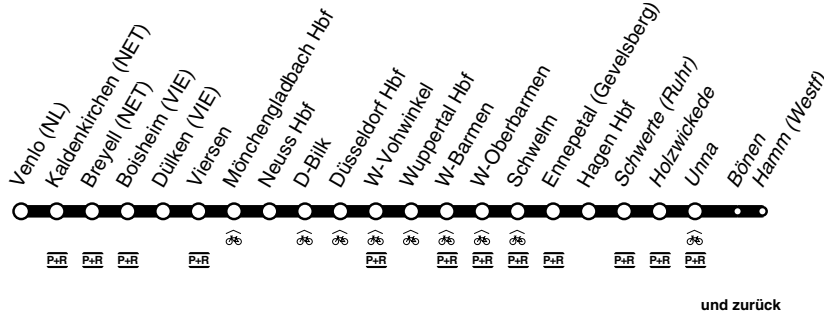 Venlo (NL)
Kaldenkirchen (NET)
Breyell (NET)
Boisheim (VIE)
Dülken (VIE)
Viersen
Mönchengladbach Hbf
Neuss Hbf
D-Bilk
Düsseldorf Hbf
W-Vohwinkel
Wuppertal Hbf
W-Barmen
W-Oberbarmen
Schwelm
Ennepetal (Gevelsberg)
Hagen Hbf
Schwerte (Ruhr)
Holzwickede
Unna
Bönen
Hamm (Westf)
P+R P+R P+R P+R P+R P+R P+R P+R P+R P+R P+R P+R
und zurück